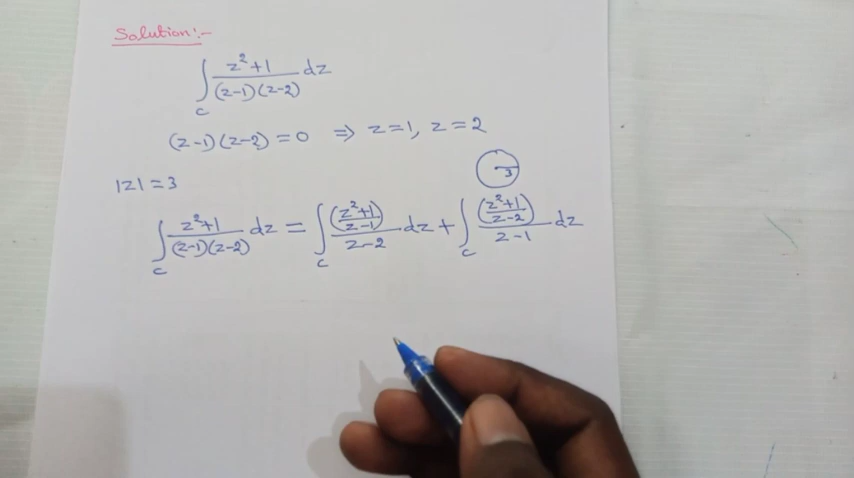 Solution:-
∫_C (z²+1)/((z-1)(z-2)) dz
(z-1)(z-2) = 0 ⇒ z=1, z=2
|z| = 3
3
∫_C (z²+1)/((z-1)(z-2)) dz = ∫_C ((z²+1)/(z-1))/(z-2) dz + ∫_C ((z²+1)/(z-2))/(z-1) dz